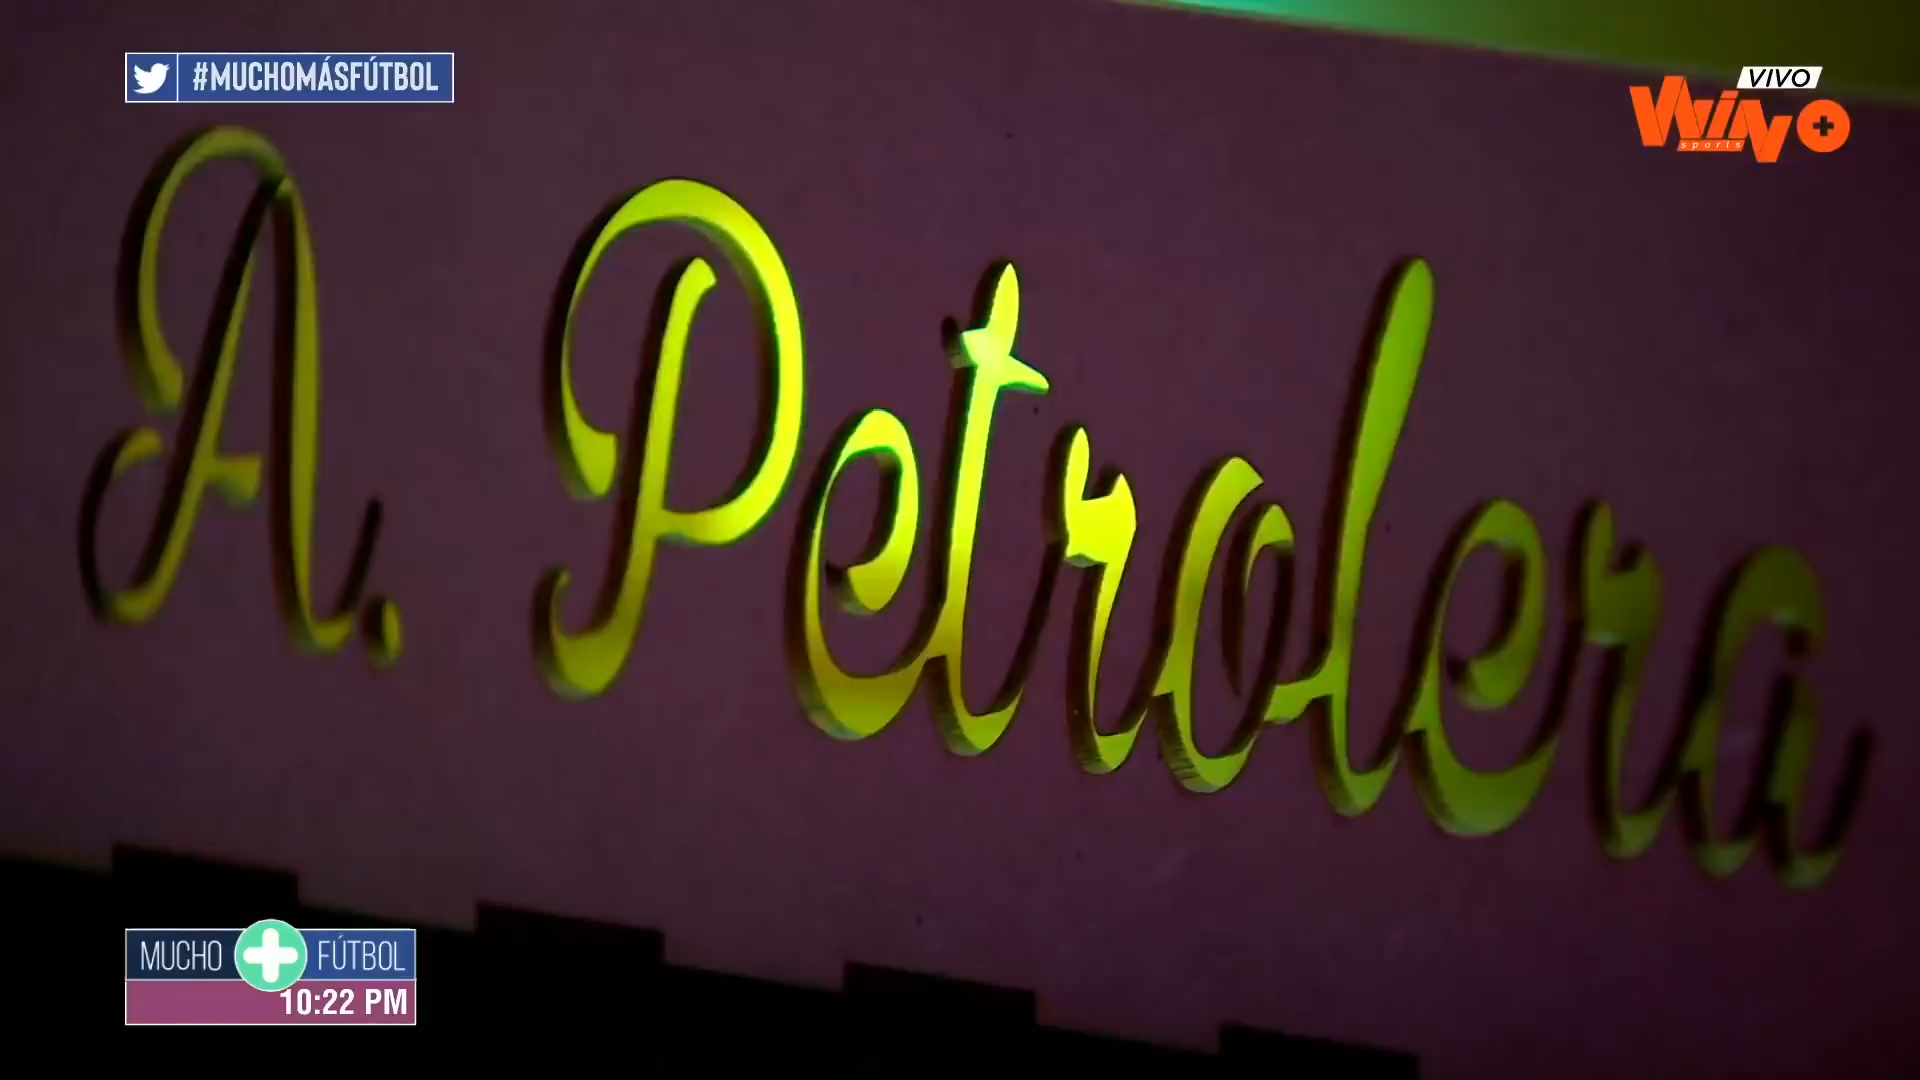 #MUCHOMÁSFÚTBOL
VIVO
WIN+
sports
A. Petrolera
MUCHO + FÚTBOL
10:22 PM